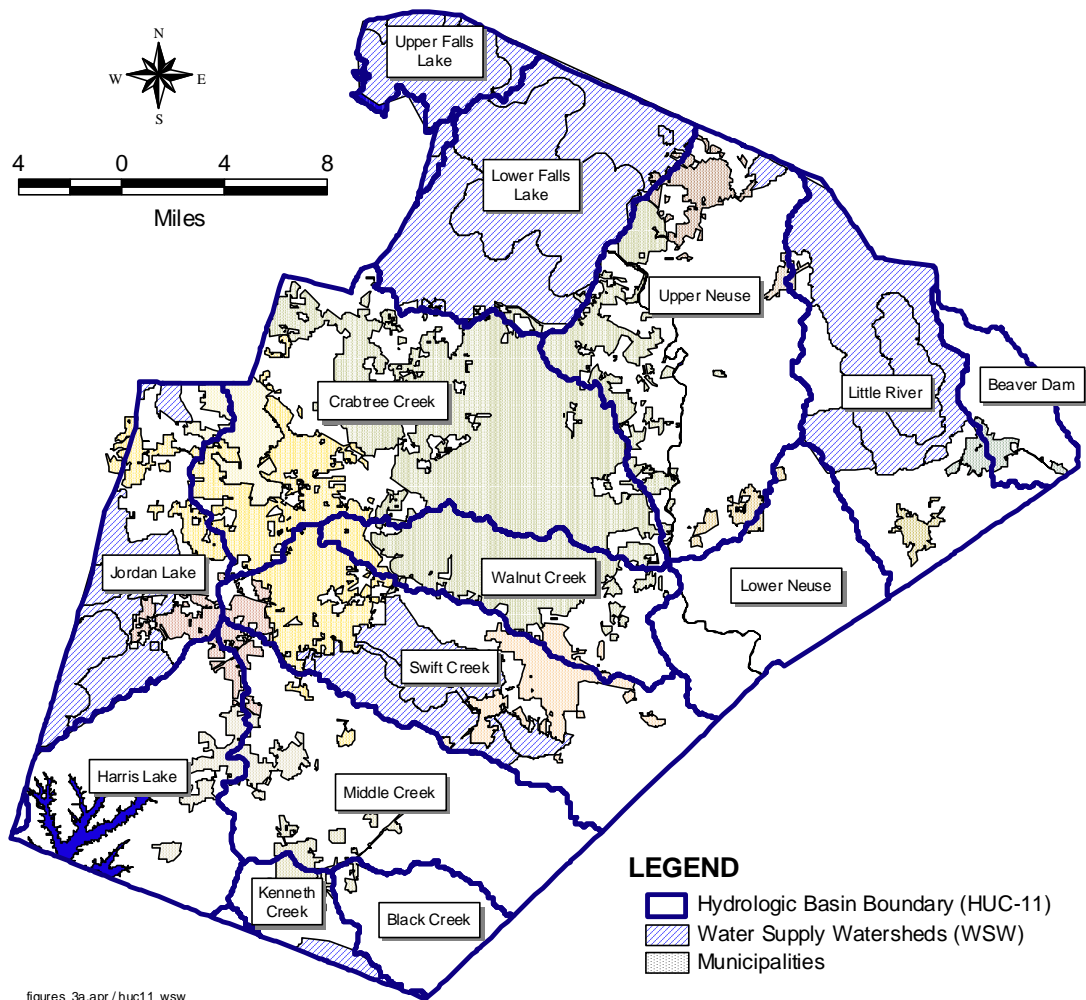 Upper Falls
Lake
N
W
E
S
4
0
4
8
Miles
Lower Falls
Lake
Upper Neuse
Crabtree Creek
Little River
Beaver Dam
Jordan Lake
Walnut Creek
Lower Neuse
Swift Creek
Harris Lake
Middle Creek
Kenneth
Creek
Black Creek
LEGEND
Hydrologic Basin Boundary (HUC-11)
Water Supply Watersheds (WSW)
Municipalities
figures_3a.apr / huc11_wsw